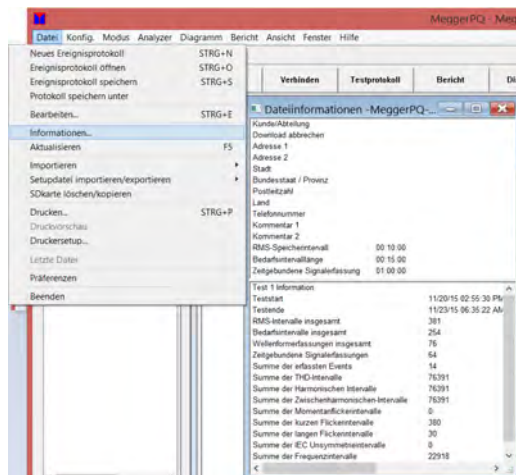 MeggerPQ - Meg
Datei Konfig. Modus Analyzer Diagramm Bericht Ansicht Fenster Hilfe
Neues Ereignisprotokoll STRG+N
Ereignisprotokoll öffnen STRG+O
Ereignisprotokoll speichern STRG+S
Protokoll speichern unter
Bearbeiten... STRG+E
Informationen...
Aktualisieren F5
Importieren
Setupdatei importieren/exportieren
SDkarte löschen/kopieren
Drucken... STRG+P
Druckvorschau
Druckersetup...
Letzte Datei
Präferenzen
Beenden
Verbinden Testprotokoll Bericht Di
Dateiinformationen -MeggerPQ-...
Kunde/Abteilung
Download abbrechen
Adresse 1
Adresse 2
Stadt
Bundesstaat / Provinz
Postleitzahl
Land
Telefonnummer
Kommentar 1
Kommentar 2
RMS-Speicherintervall 00:10:00
Bedarfsintervalllänge 00:15:00
Zeitgebundene Signalerfassung 01:00:00
Test 1 Information
Teststart 11/20/15 02:55:30 PM
Testende 11/23/15 06:35:22 AM
RMS-Intervalle insgesamt 381
Bedarfsintervalle insgesamt 254
Wellenformerfassungen insgesamt 76
Zeitgebundene Signalerfassungen 64
Summe der erfassten Events 14
Summe der THD-Intervalle 76391
Summe der Harmonischen Intervalle 76391
Summe der Zwischenharmonischen-Intervalle 76391
Summe der Momentanflickerintervalle 0
Summe der kurzen Flickerintervalle 380
Summe der langen Flickerintervalle 30
Summe der IEC Unsymmetrieintervalle 0
Summe der Frequenzintervalle 22918